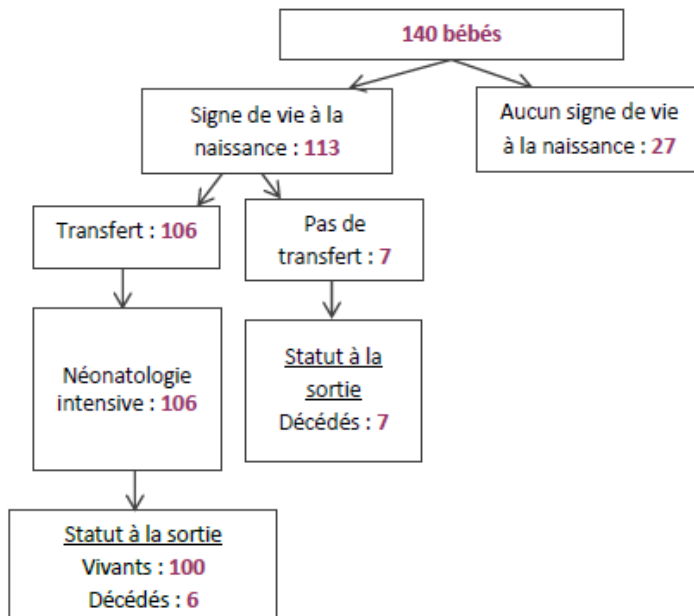 140 bébés
Signe de vie à la
naissance : 113
Aucun signe de vie
à la naissance : 27
Transfert : 106
Pas de
transfert : 7
Néonatologie
intensive : 106
Statut à la
sortie
Décédés : 7
Statut à la sortie
Vivants : 100
Décédés : 6